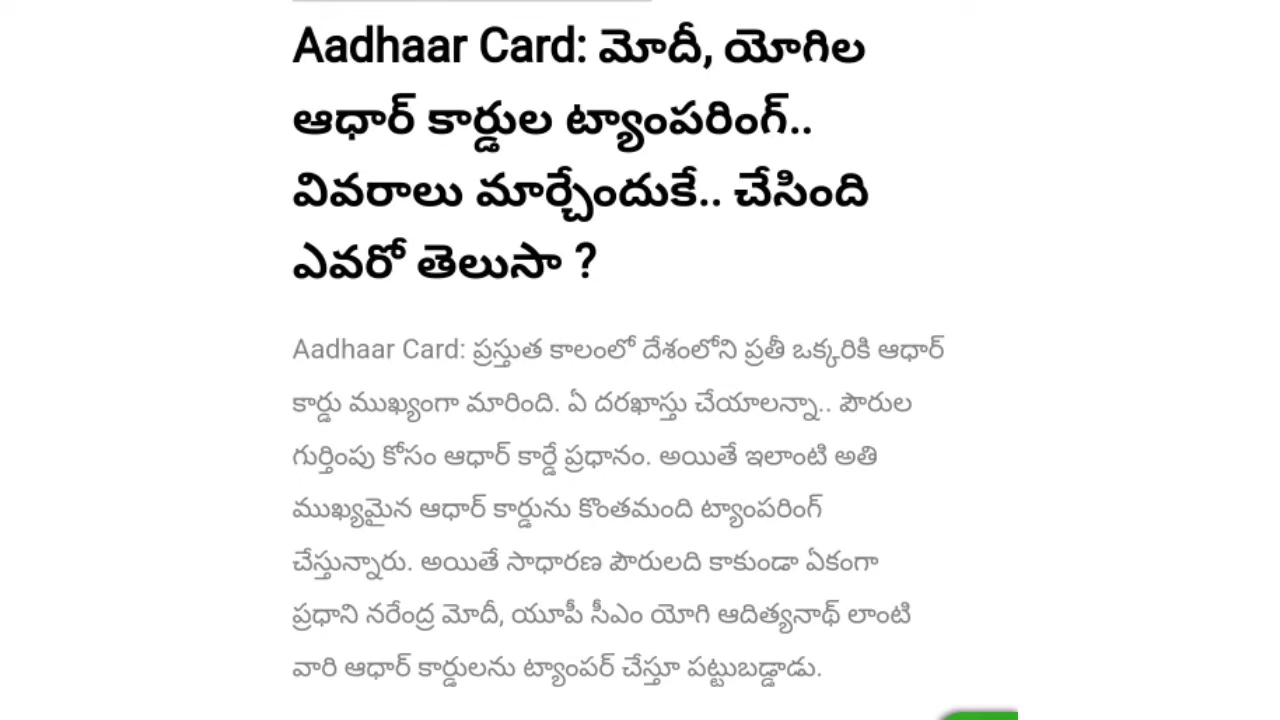 Aadhaar Card: మోదీ, యోగిల
ఆధార్ కార్డుల ట్యాంపరింగ్..
వివరాలు మార్చేందుకే.. చేసింది
ఎవరో తెలుసా ?
Aadhaar Card: ప్రస్తుత కాలంలో దేశంలోని ప్రతీ ఒక్కరికి ఆధార్
కార్డు ముఖ్యంగా మారింది. ఏ దరఖాస్తు చేయాలన్నా.. పౌరుల
గుర్తింపు కోసం ఆధార్ కార్డే ప్రధానం. అయితే ఇలాంటి అతి
ముఖ్యమైన ఆధార్ కార్డును కొంతమంది ట్యాంపరింగ్
చేస్తున్నారు. అయితే సాధారణ పౌరులది కాకుండా ఏకంగా
ప్రధాని నరేంద్ర మోదీ, యూపీ సీఎం యోగి ఆదిత్యనాథ్ లాంటి
వారి ఆధార్ కార్డులను ట్యాంపర్ చేస్తూ పట్టుబడ్డాడు.